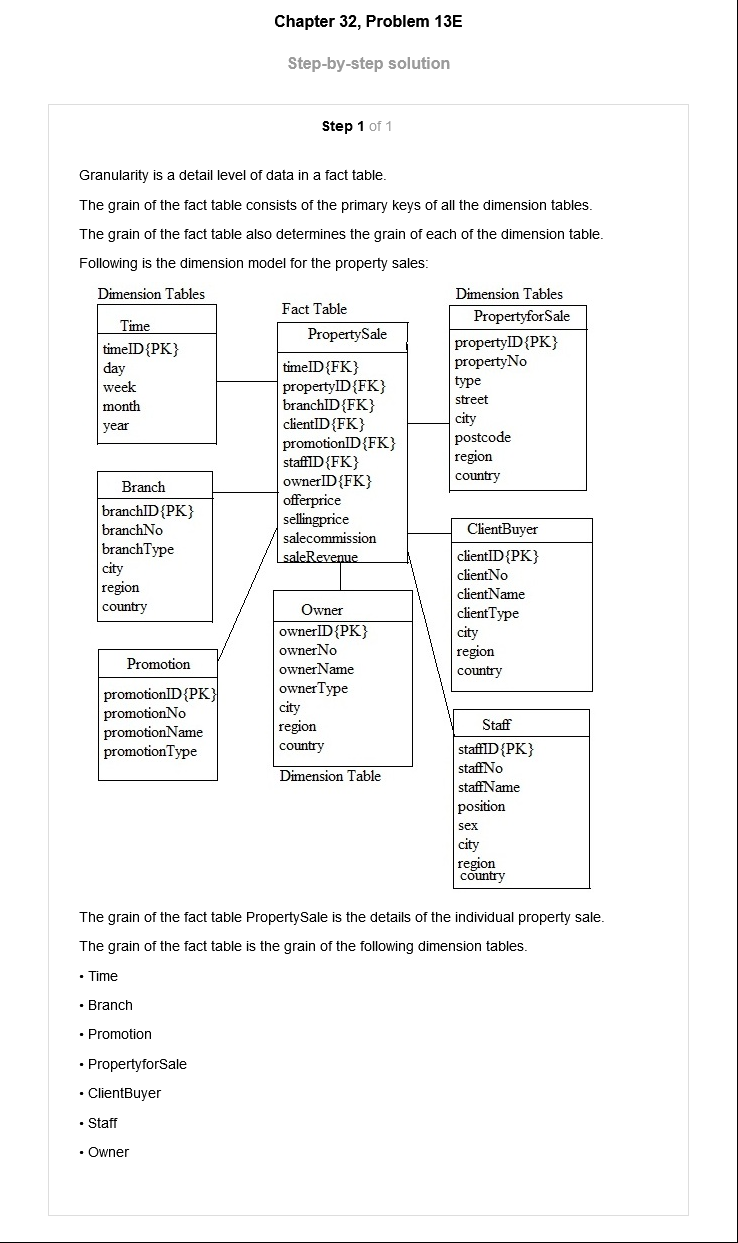 Chapter 32, Problem 13E
Step-by-step solution
Step 1 of 1
Granularity is a detail level of data in a fact table.
The grain of the fact table consists of the primary keys of all the dimension tables.
The grain of the fact table also determines the grain of each of the dimension table.
Following is the dimension model for the property sales:
Dimension Tables
Time
timeID{PK}
day
week
month
year
Branch
branchID{PK}
branchNo
branchType
city
region
country
Promotion
promotionID{PK}
promotionNo
promotionName
promotionType
Fact Table
PropertySale
timeID{FK}
propertyID{FK}
branchID{FK}
clientID{FK}
promotionID{FK}
staffID{FK}
ownerID{FK}
offerprice
sellingprice
salecommission
saleRevenue
Owner
ownerID{PK}
ownerNo
ownerName
ownerType
city
region
country
Dimension Table
Dimension Tables
PropertyforSale
propertyID{PK}
propertyNo
type
street
city
postcode
region
country
ClientBuyer
clientID{PK}
clientNo
clientName
clientType
city
region
country
Staff
staffID{PK}
staffNo
staffName
position
sex
city
region
country
The grain of the fact table PropertySale is the details of the individual property sale.
The grain of the fact table is the grain of the following dimension tables.
• Time
• Branch
• Promotion
• PropertyforSale
• ClientBuyer
• Staff
• Owner